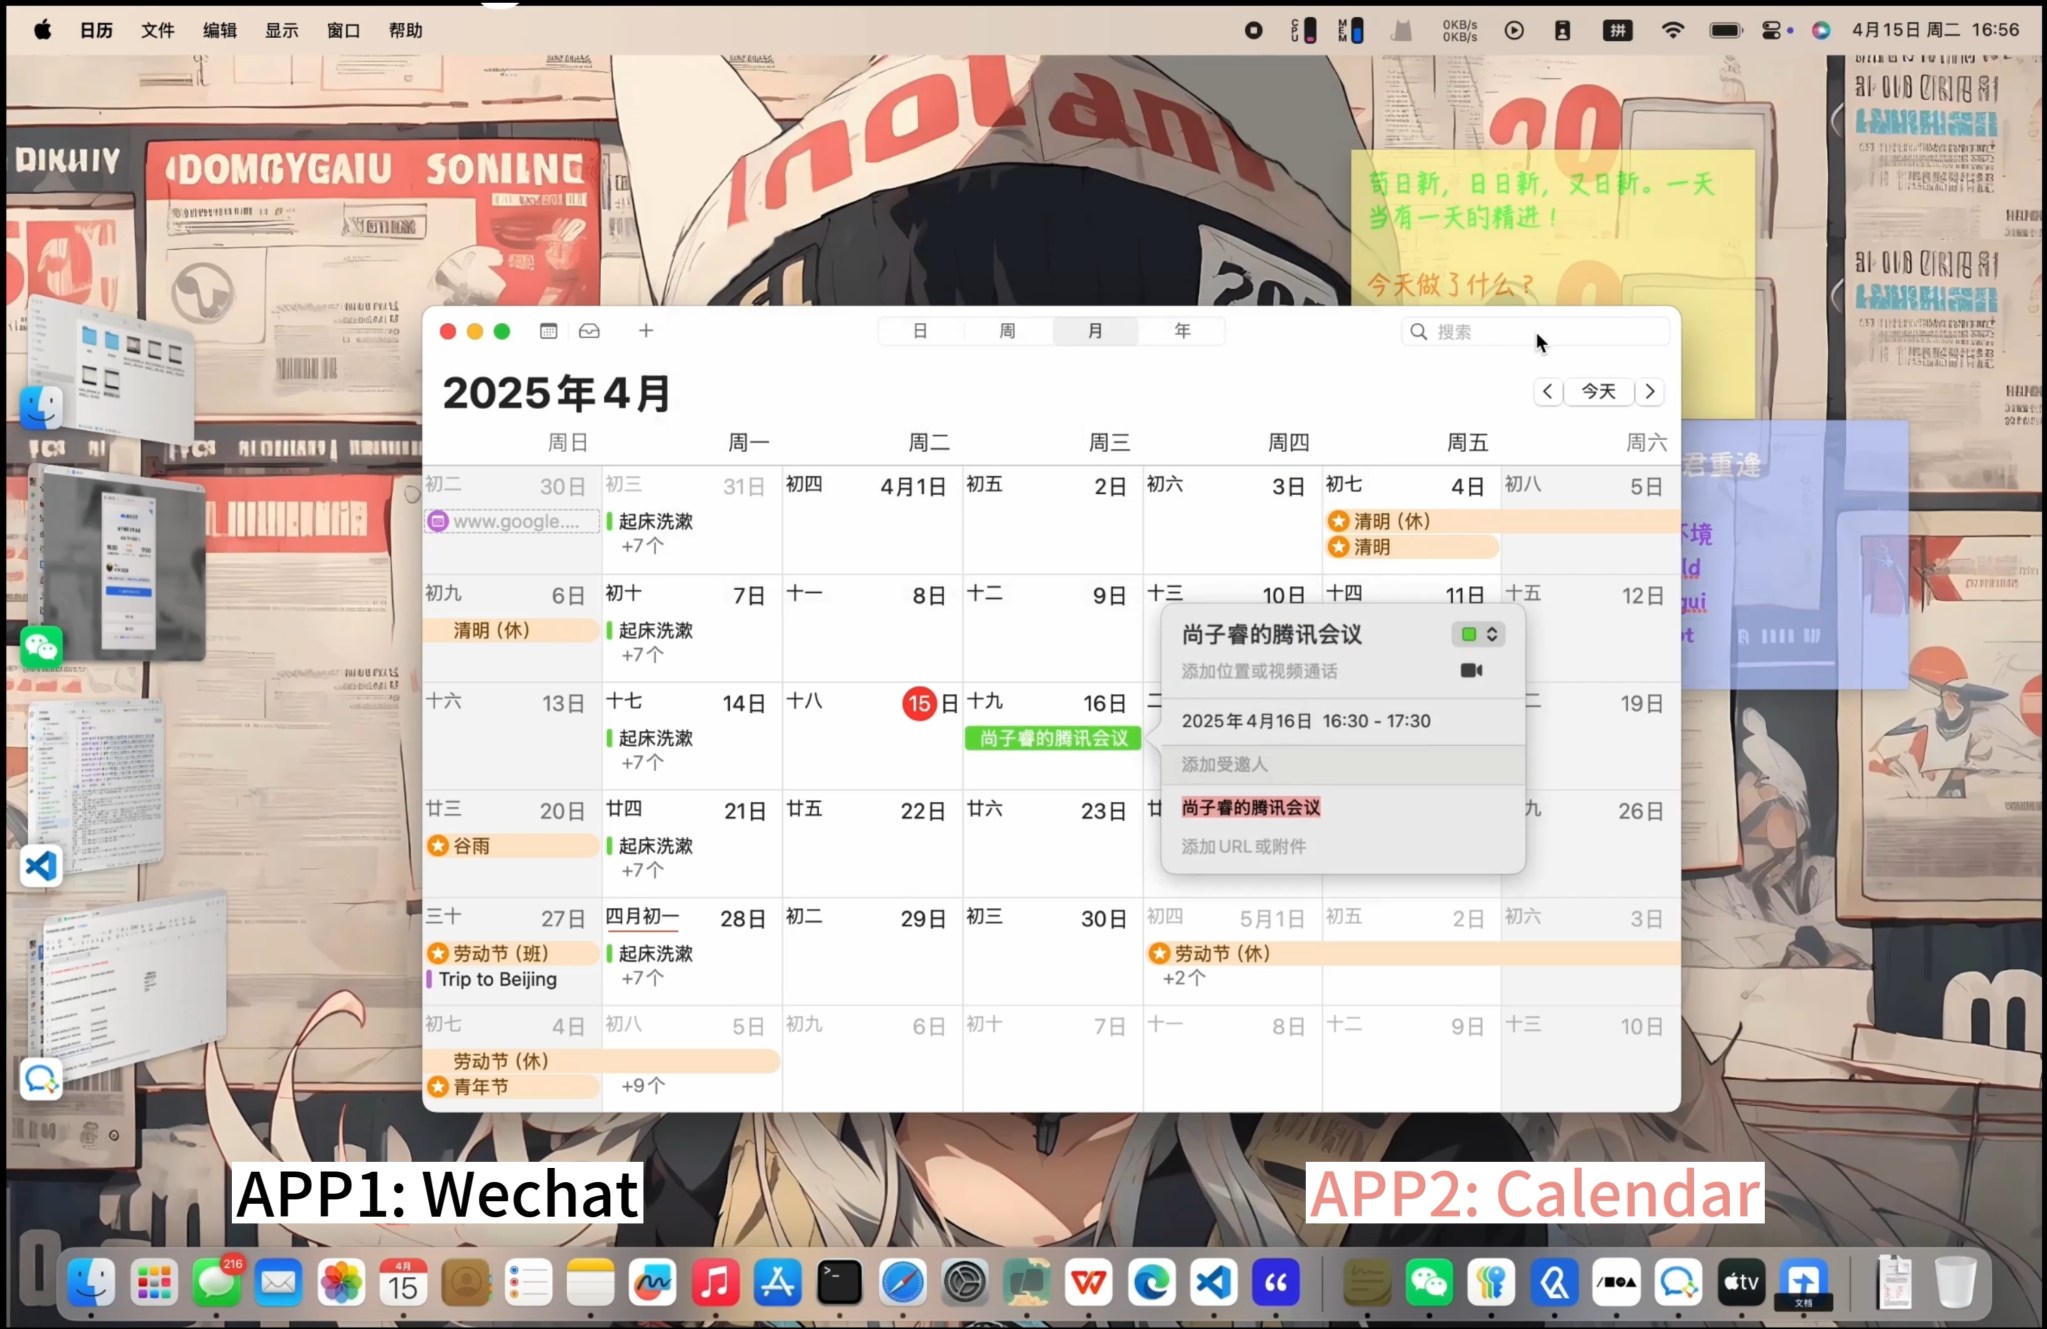 日历 文件 编辑 显示 窗口 帮助
CPU MEM 0KB/s 0KB/s 拼 4月15日 周二 16:56
DIKHIY
DOMGYGAIU SONIING
苟日新，日日新，又日新。一天
当有一天的精进！
今天做了什么？
日 周 月 年
搜索
2025年4月
今天
周日 周一 周二 周三 周四 周五 周六
君重逢
初二 30日 初三 31日 初四 4月1日 初五 2日 初六 3日 初七 4日 初八 5日
www.google.... 起床洗漱 清明（休）
+7个 清明
环境
ld
gui
ot
初九 6日 初十 7日 十一 8日 十二 9日 十三 10日 十四 11日 十五 12日
清明（休） 起床洗漱
+7个
尚子睿的腾讯会议
添加位置或视频通话
2025年4月16日 16:30 - 17:30
添加受邀人
尚子睿的腾讯会议
添加URL或附件
十六 13日 十七 14日 十八 15日 十九 16日 二 19日
起床洗漱 尚子睿的腾讯会议
+7个
廿三 20日 廿四 21日 廿五 22日 廿六 23日 廿 九 26日
谷雨 起床洗漱
+7个
三十 27日 四月初一 28日 初二 29日 初三 30日 初四 5月1日 初五 2日 初六 3日
劳动节（班） 起床洗漱 劳动节（休）
Trip to Beijing +7个 +2个
初七 4日 初八 5日 初九 6日 初十 7日 十一 8日 十二 9日 十三 10日
劳动节（休）
青年节 +9个
APP1: Wechat
APP2: Calendar
216
4月
15
tv
文档